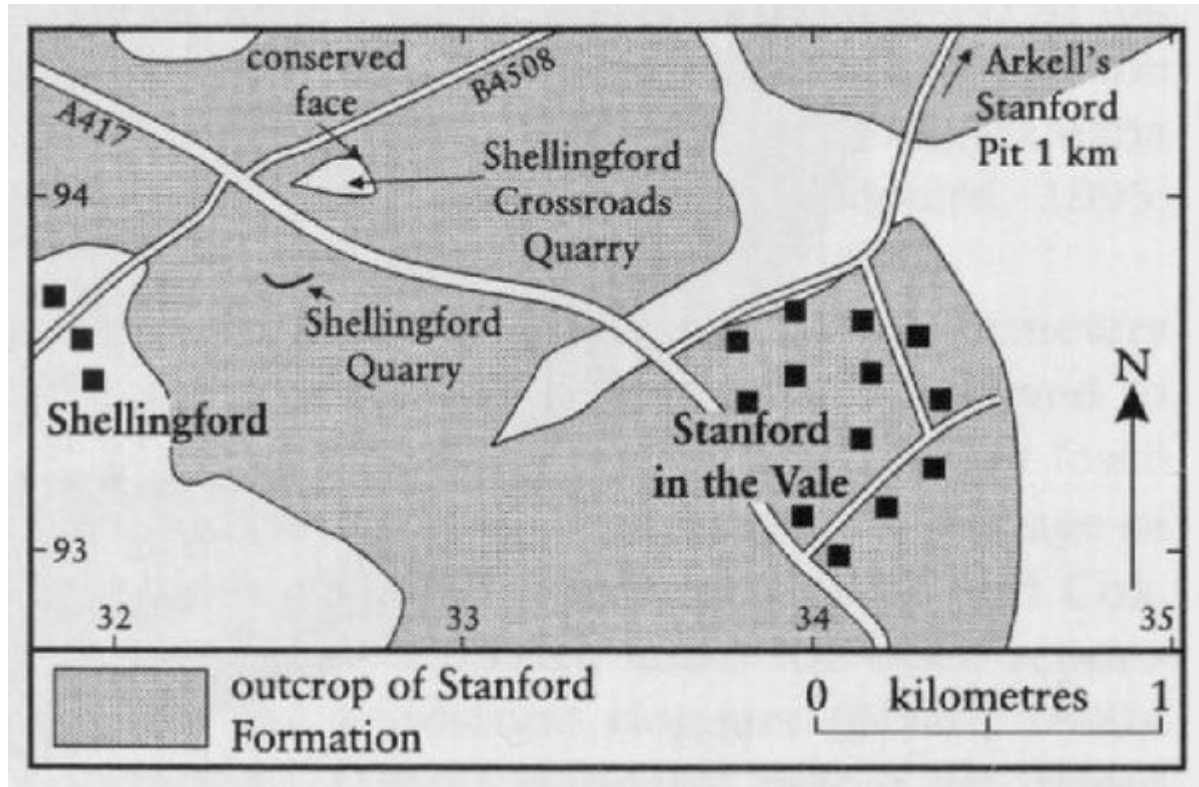 conserved
face
B4508
A417
Arkell's
Stanford
Pit 1 km
Shellingford
Crossroads
Quarry
94
Shellingford
Quarry
N
Shellingford
Stanford
in the Vale
93
32
33
34
35
outcrop of Stanford
Formation
0 kilometres 1